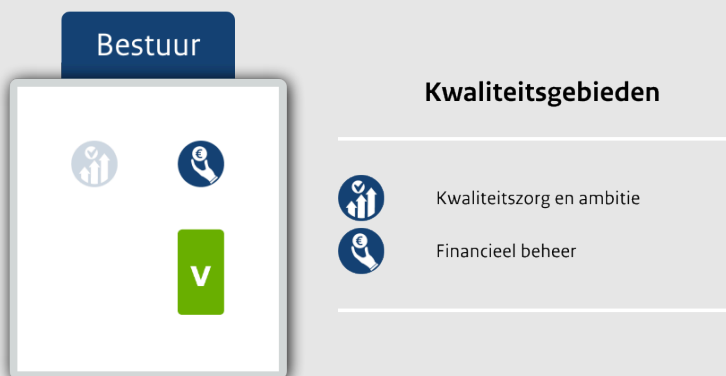 Bestuur
V
Kwaliteitsgebieden
Kwaliteitszorg en ambitie
Financieel beheer